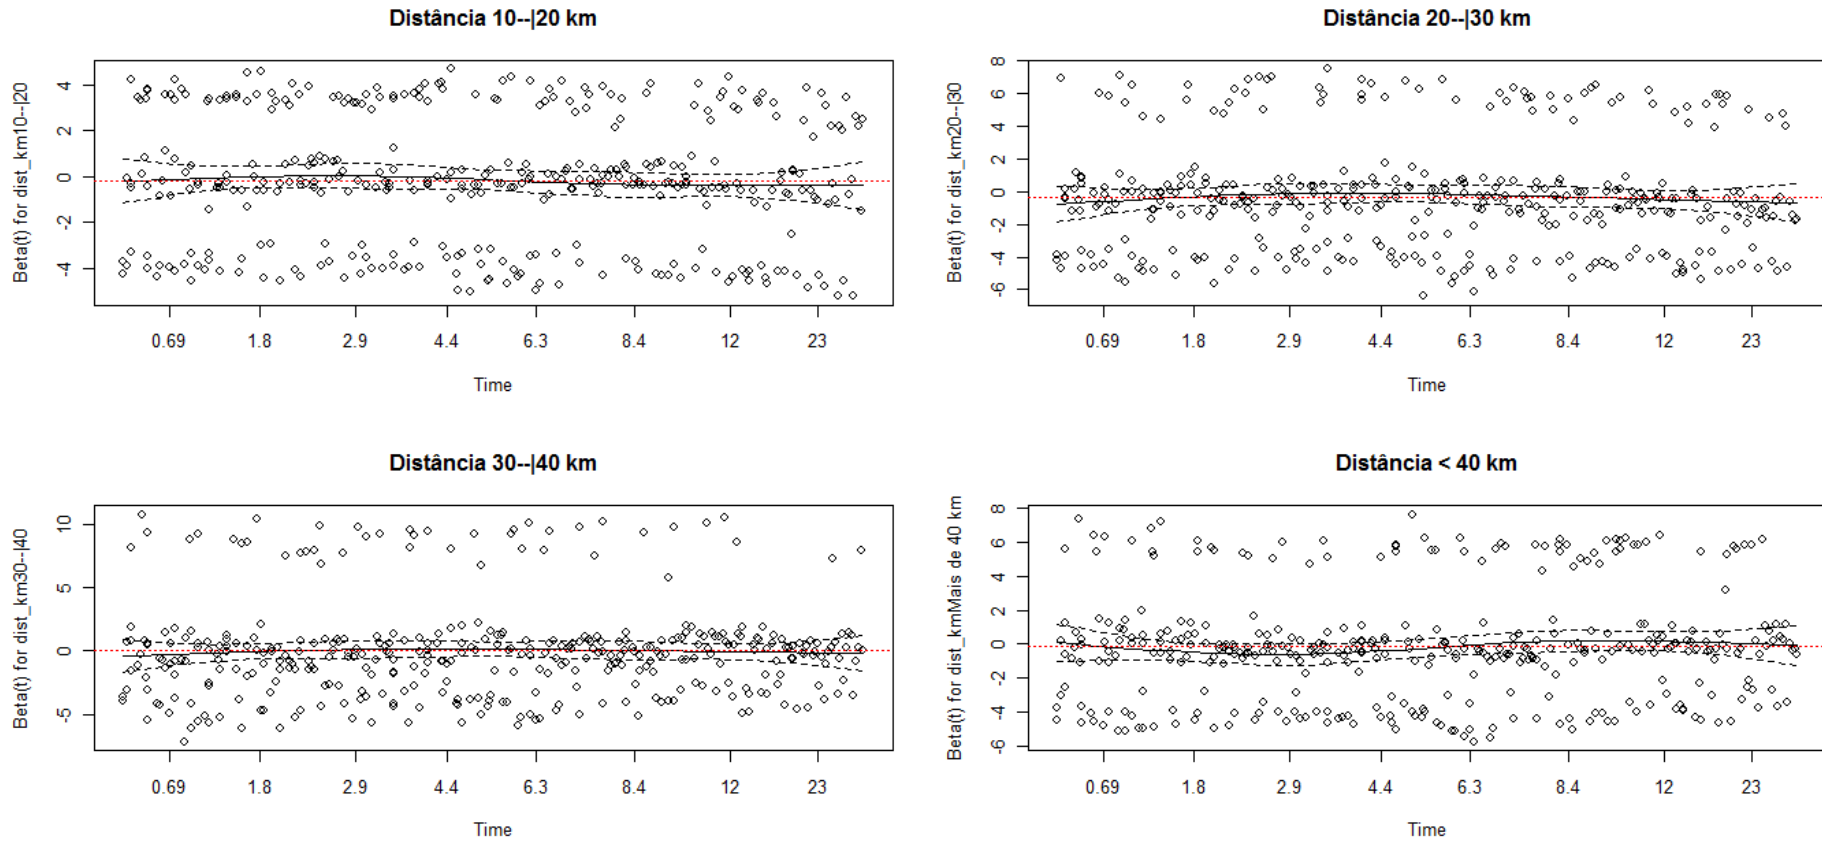 Distância 10--|20 km
Beta(t) for dist_km10--|20
4
2
0
-2
-4
0.69 1.8 2.9 4.4 6.3 8.4 12 23
Time
Distância 20--|30 km
Beta(t) for dist_km20--|30
8
6
4
2
0
-2
-4
-6
0.69 1.8 2.9 4.4 6.3 8.4 12 23
Time
Distância 30--|40 km
Beta(t) for dist_km30--|40
10
5
0
-5
0.69 1.8 2.9 4.4 6.3 8.4 12 23
Time
Distância < 40 km
Beta(t) for dist_kmMais de 40 km
8
6
4
2
0
-2
-4
-6
0.69 1.8 2.9 4.4 6.3 8.4 12 23
Time